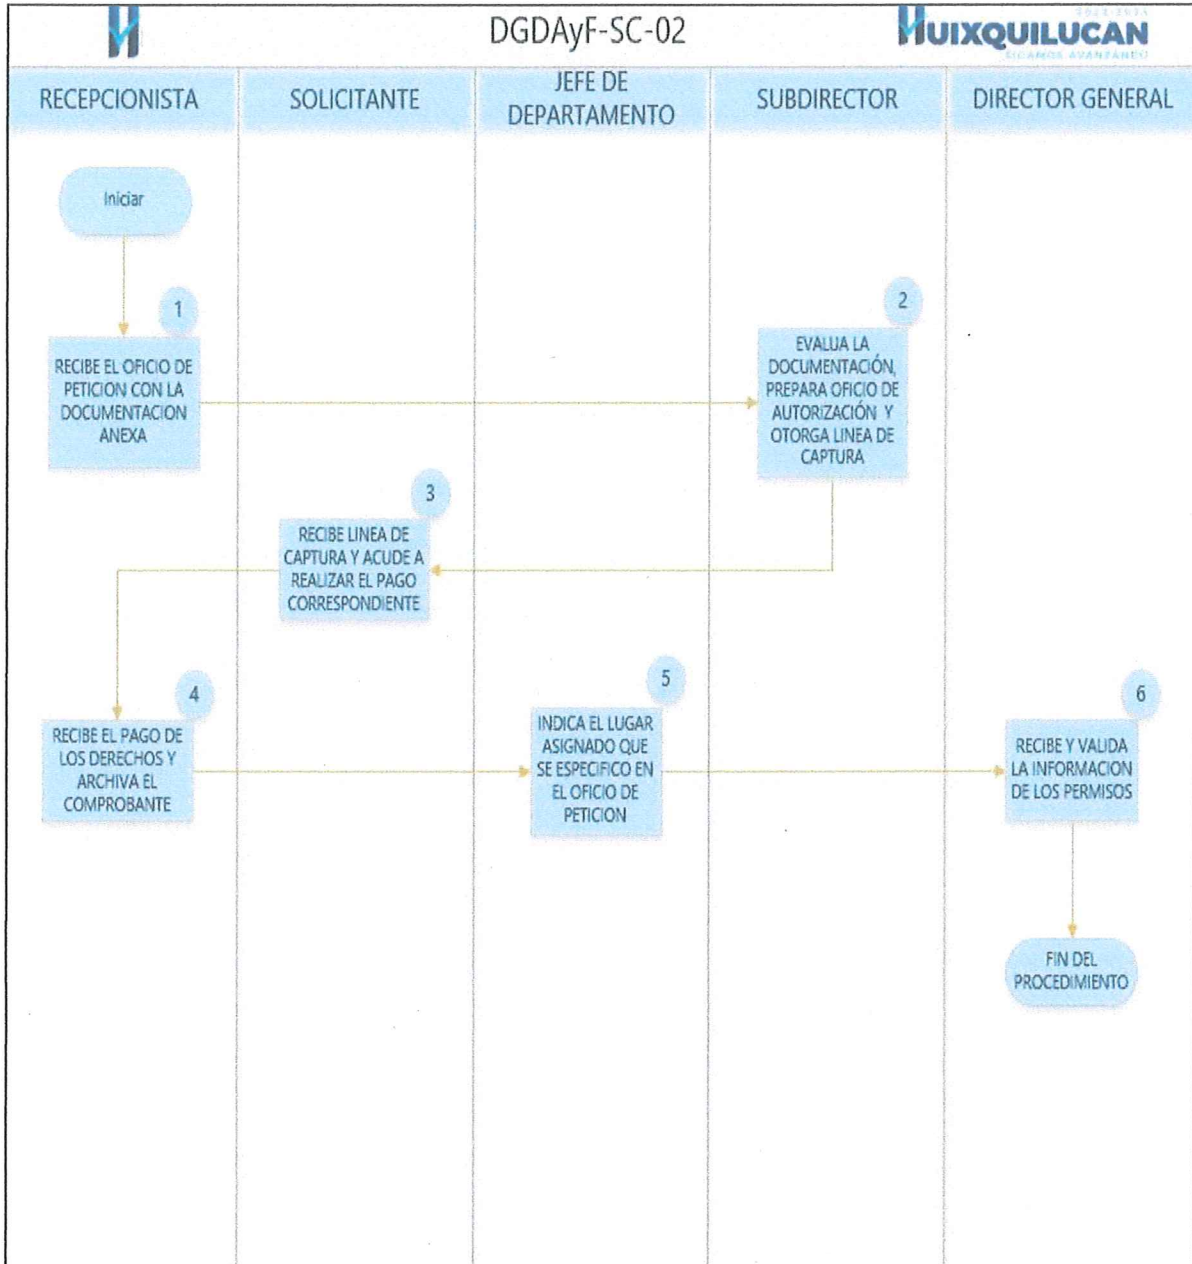 DGDAyF-SC-02
HUIXQUILUCAN
SIGAMOS AVANZANDO
RECEPCIONISTA
SOLICITANTE
JEFE DE
DEPARTAMENTO
SUBDIRECTOR
DIRECTOR GENERAL
Iniciar
1
RECIBE EL OFICIO DE
PETICION CON LA
DOCUMENTACION
ANEXA
2
EVALUA LA
DOCUMENTACIÓN,
PREPARA OFICIO DE
AUTORIZACIÓN Y
OTORGA LINEA DE
CAPTURA
3
RECIBE LINEA DE
CAPTURA Y ACUDE A
REALIZAR EL PAGO
CORRESPONDIENTE
4
RECIBE EL PAGO DE
LOS DERECHOS Y
ARCHIVA EL
COMPROBANTE
5
INDICA EL LUGAR
ASIGNADO QUE
SE ESPECIFICO EN
EL OFICIO DE
PETICION
6
RECIBE Y VALIDA
LA INFORMACION
DE LOS PERMISOS
FIN DEL
PROCEDIMIENTO